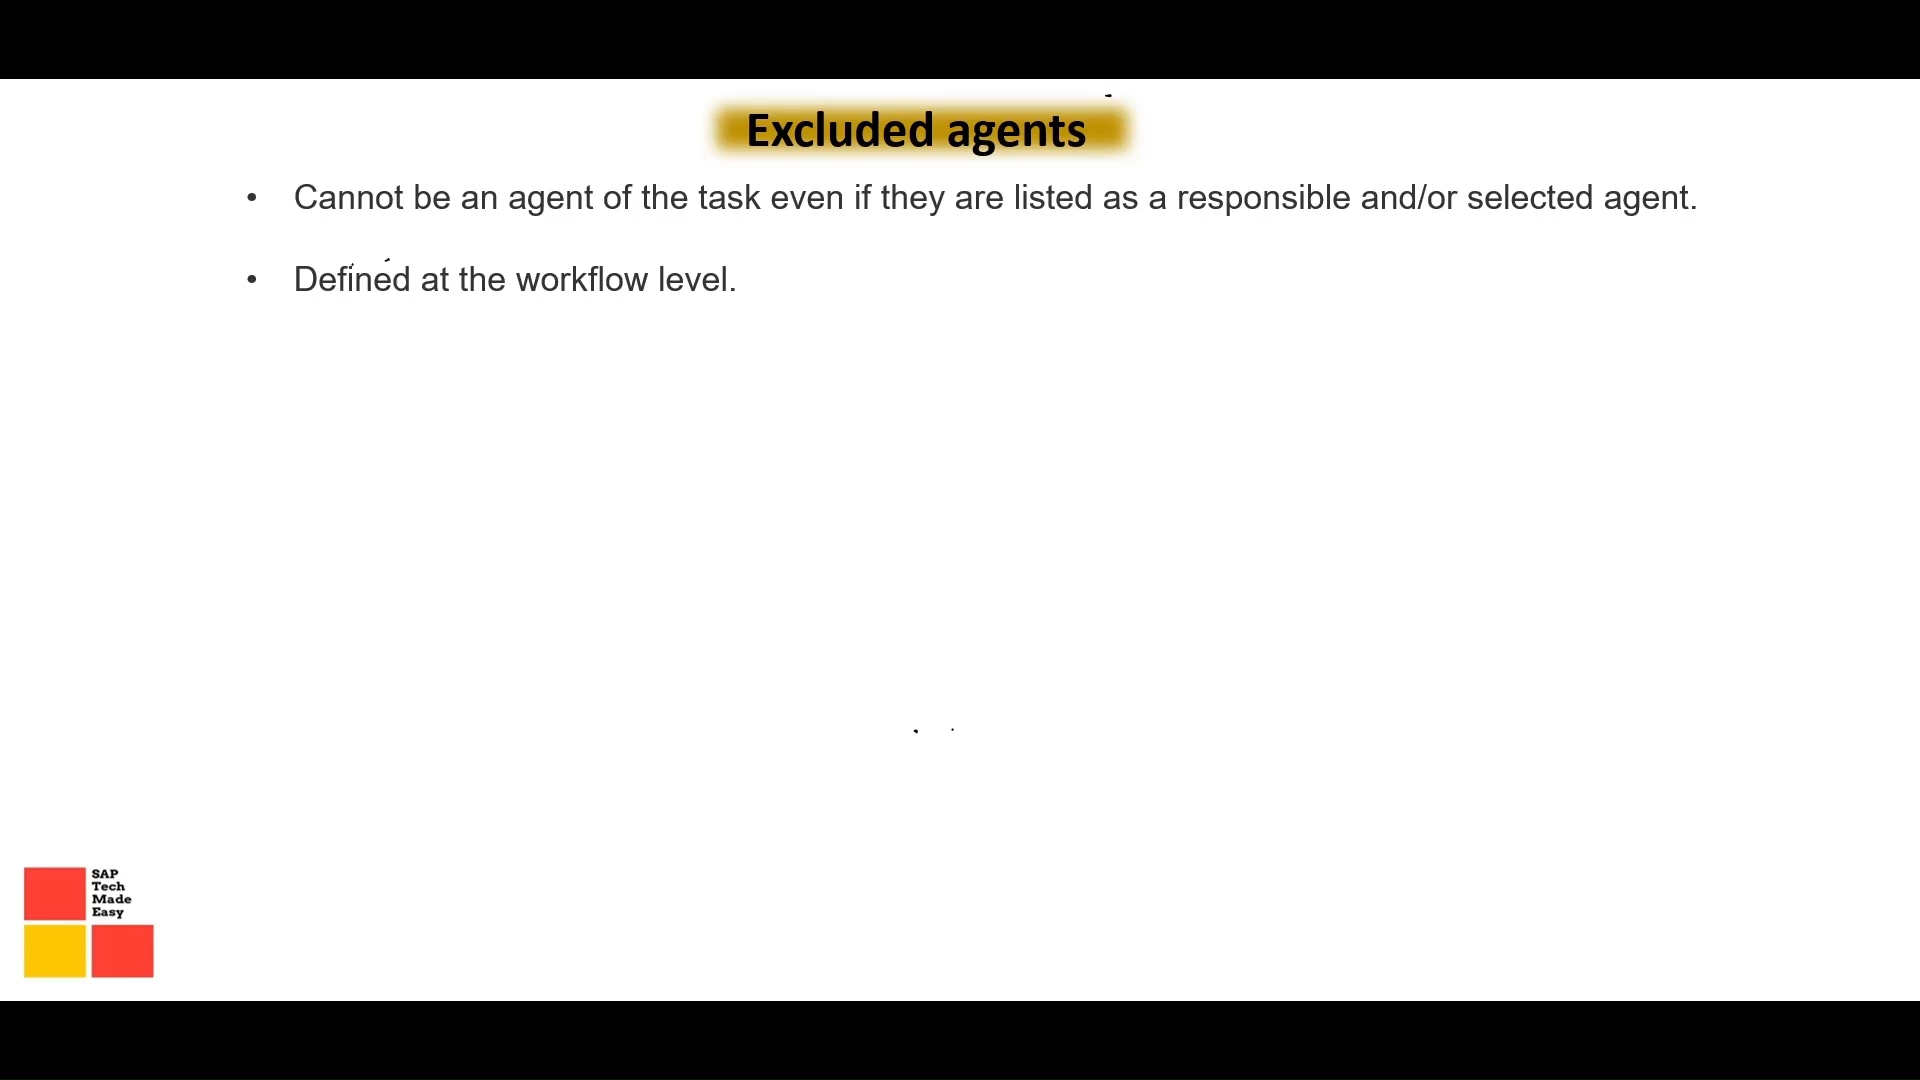 Excluded agents
• Cannot be an agent of the task even if they are listed as a responsible and/or selected agent.
• Defined at the workflow level.
SAP
Tech
Made
Easy